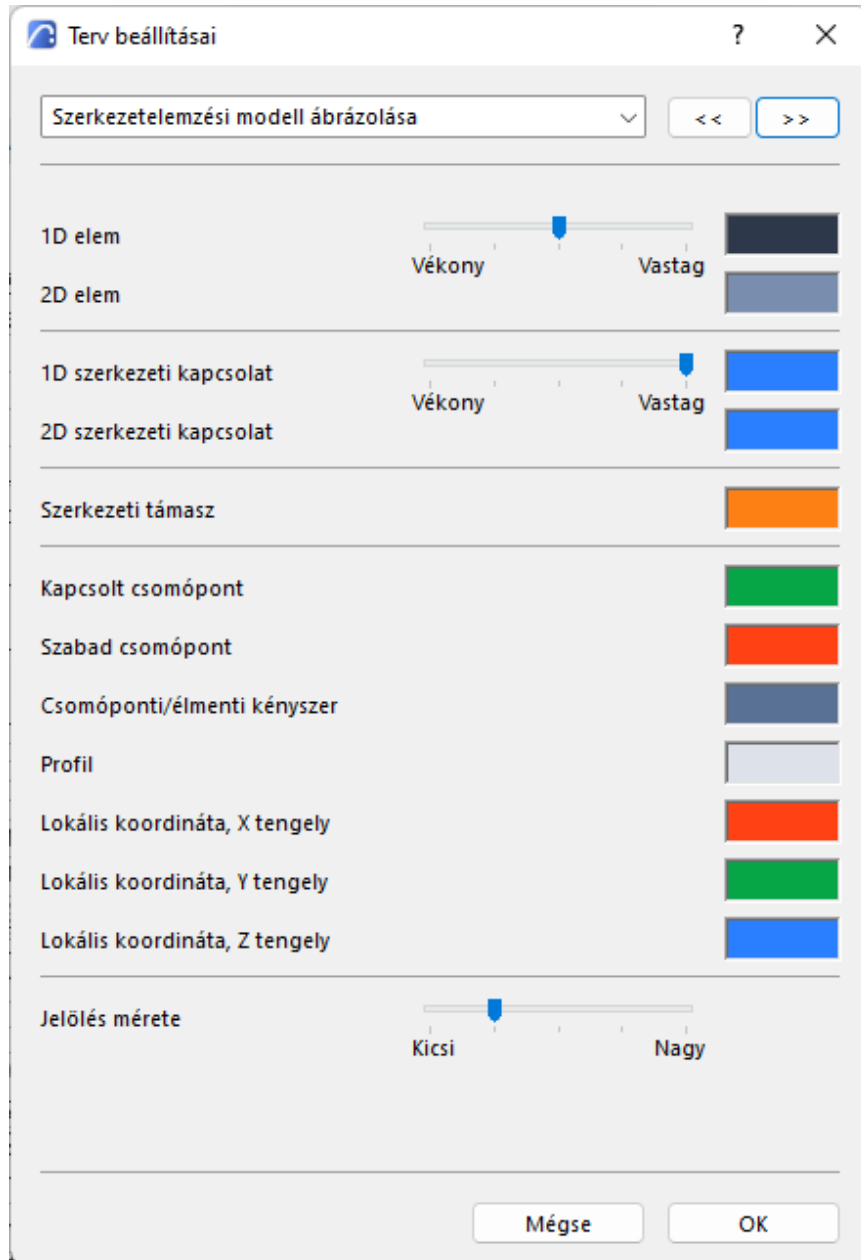 Terv beállításai
?
Szerkezetelemzési modell ábrázolása
<<
>>
1D elem
Vékony
Vastag
2D elem
1D szerkezeti kapcsolat
Vékony
Vastag
2D szerkezeti kapcsolat
Szerkezeti támasz
Kapcsolt csomópont
Szabad csomópont
Csomóponti/élmenti kényszer
Profil
Lokális koordináta, X tengely
Lokális koordináta, Y tengely
Lokális koordináta, Z tengely
Jelölés mérete
Kicsi
Nagy
Mégse
OK